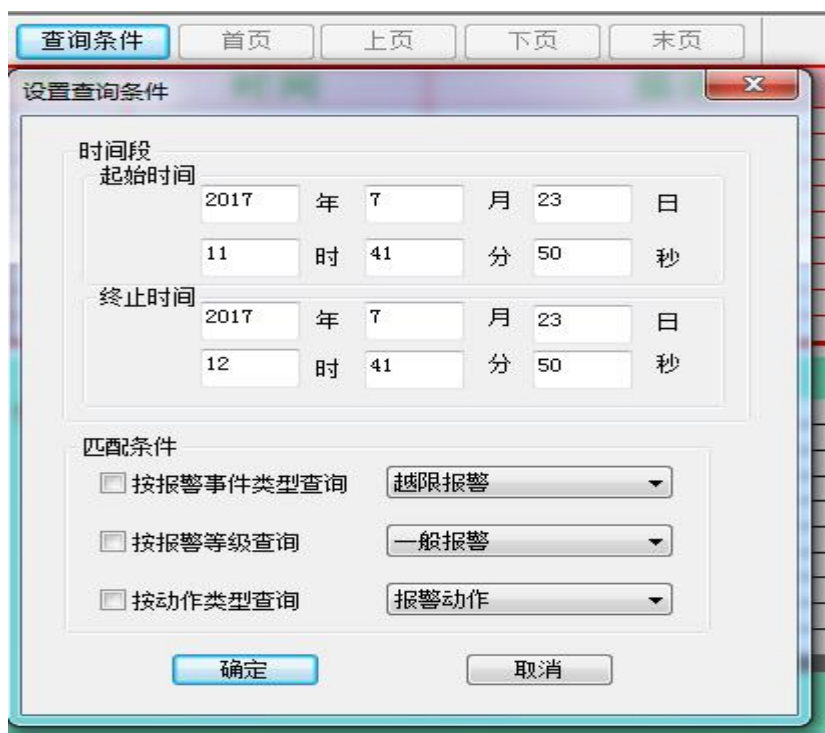 查询条件 首页 上页 下页 末页
设置查询条件
时间段
起始时间
2017 年 7 月 23 日
11 时 41 分 50 秒
终止时间
2017 年 7 月 23 日
12 时 41 分 50 秒
匹配条件
按报警事件类型查询 越限报警
按报警等级查询 一般报警
按动作类型查询 报警动作
确定 取消